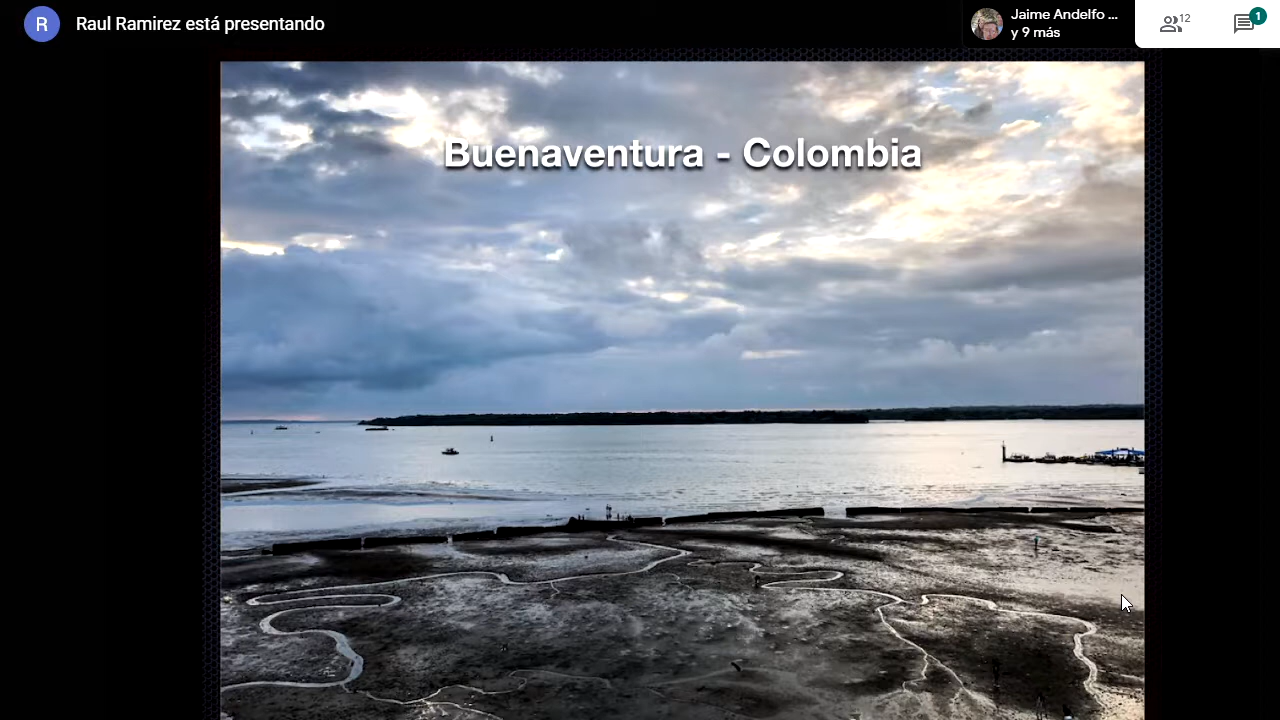 R
Raul Ramirez está presentando
Jaime Andelfo ...
y 9 más
12
1
Buenaventura - Colombia